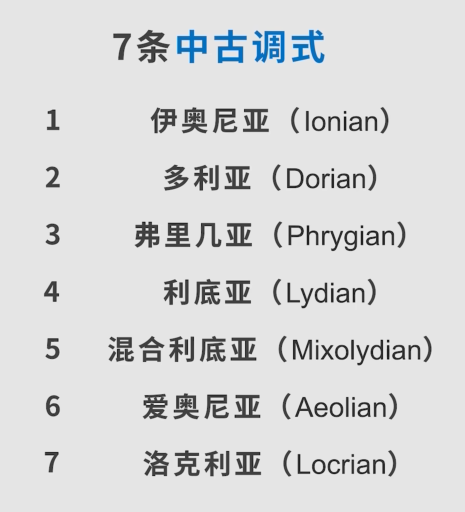 7条中古调式
1 伊奥尼亚（Ionian）
2 多利亚（Dorian）
3 弗里几亚（Phrygian）
4 利底亚（Lydian）
5 混合利底亚（Mixolydian）
6 爱奥尼亚（Aeolian）
7 洛克利亚（Locrian）